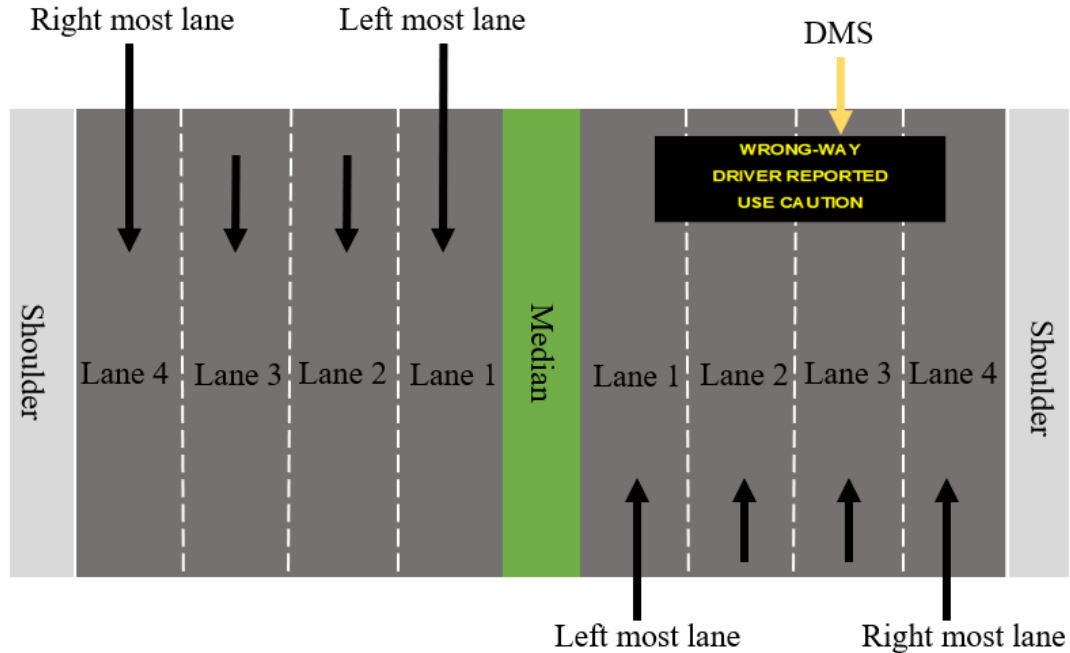 Right most lane
Left most lane
DMS
WRONG-WAY
DRIVER REPORTED
USE CAUTION
Shoulder
Lane 4
Lane 3
Lane 2
Lane 1
Median
Lane 1
Lane 2
Lane 3
Lane 4
Shoulder
Left most lane
Right most lane